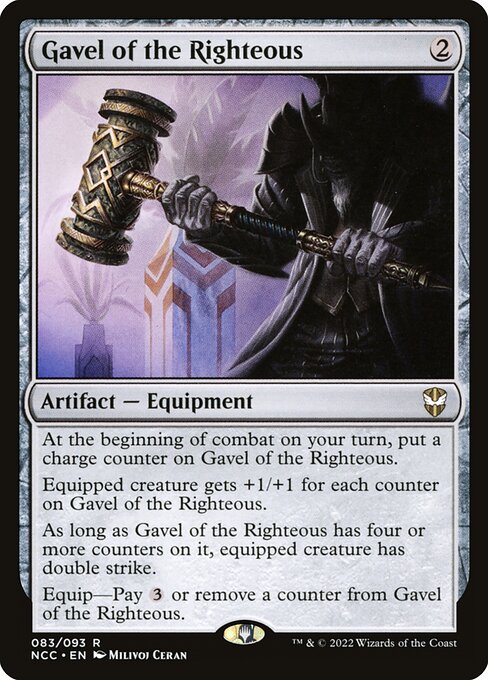 Gavel of the Righteous 2
Artifact — Equipment
At the beginning of combat on your turn, put a
charge counter on Gavel of the Righteous.
Equipped creature gets +1/+1 for each counter
on Gavel of the Righteous.
As long as Gavel of the Righteous has four or
more counters on it, equipped creature has
double strike.
Equip—Pay 3 or remove a counter from Gavel
of the Righteous.
083/093 R
NCC • EN Milivoj Ceran
™ & © 2022 Wizards of the Coast